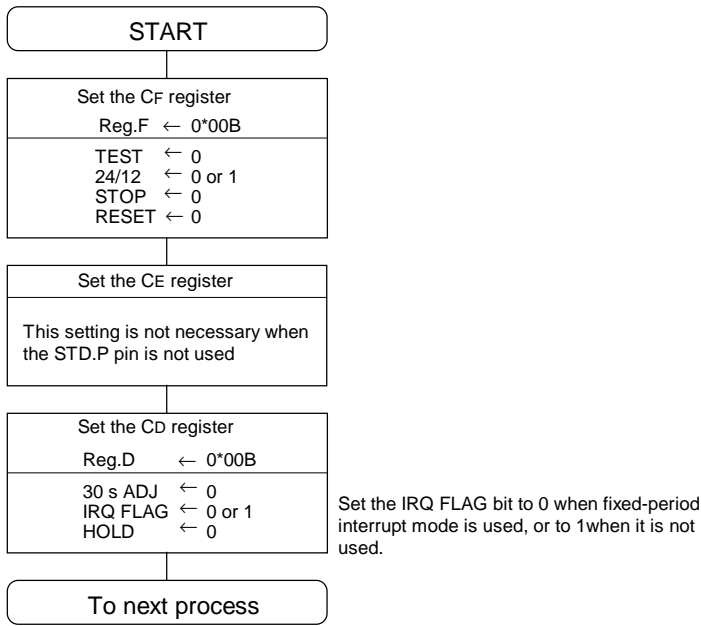 START
Set the CF register
Reg.F ← 0*00B
TEST ← 0
24/12 ← 0 or 1
STOP ← 0
RESET ← 0
Set the CE register
This setting is not necessary when
the STD.P pin is not used
Set the CD register
Reg.D ← 0*00B
30 s ADJ ← 0
IRQ FLAG ← 0 or 1
HOLD ← 0
Set the IRQ FLAG bit to 0 when fixed-period
interrupt mode is used, or to 1when it is not
used.
To next process